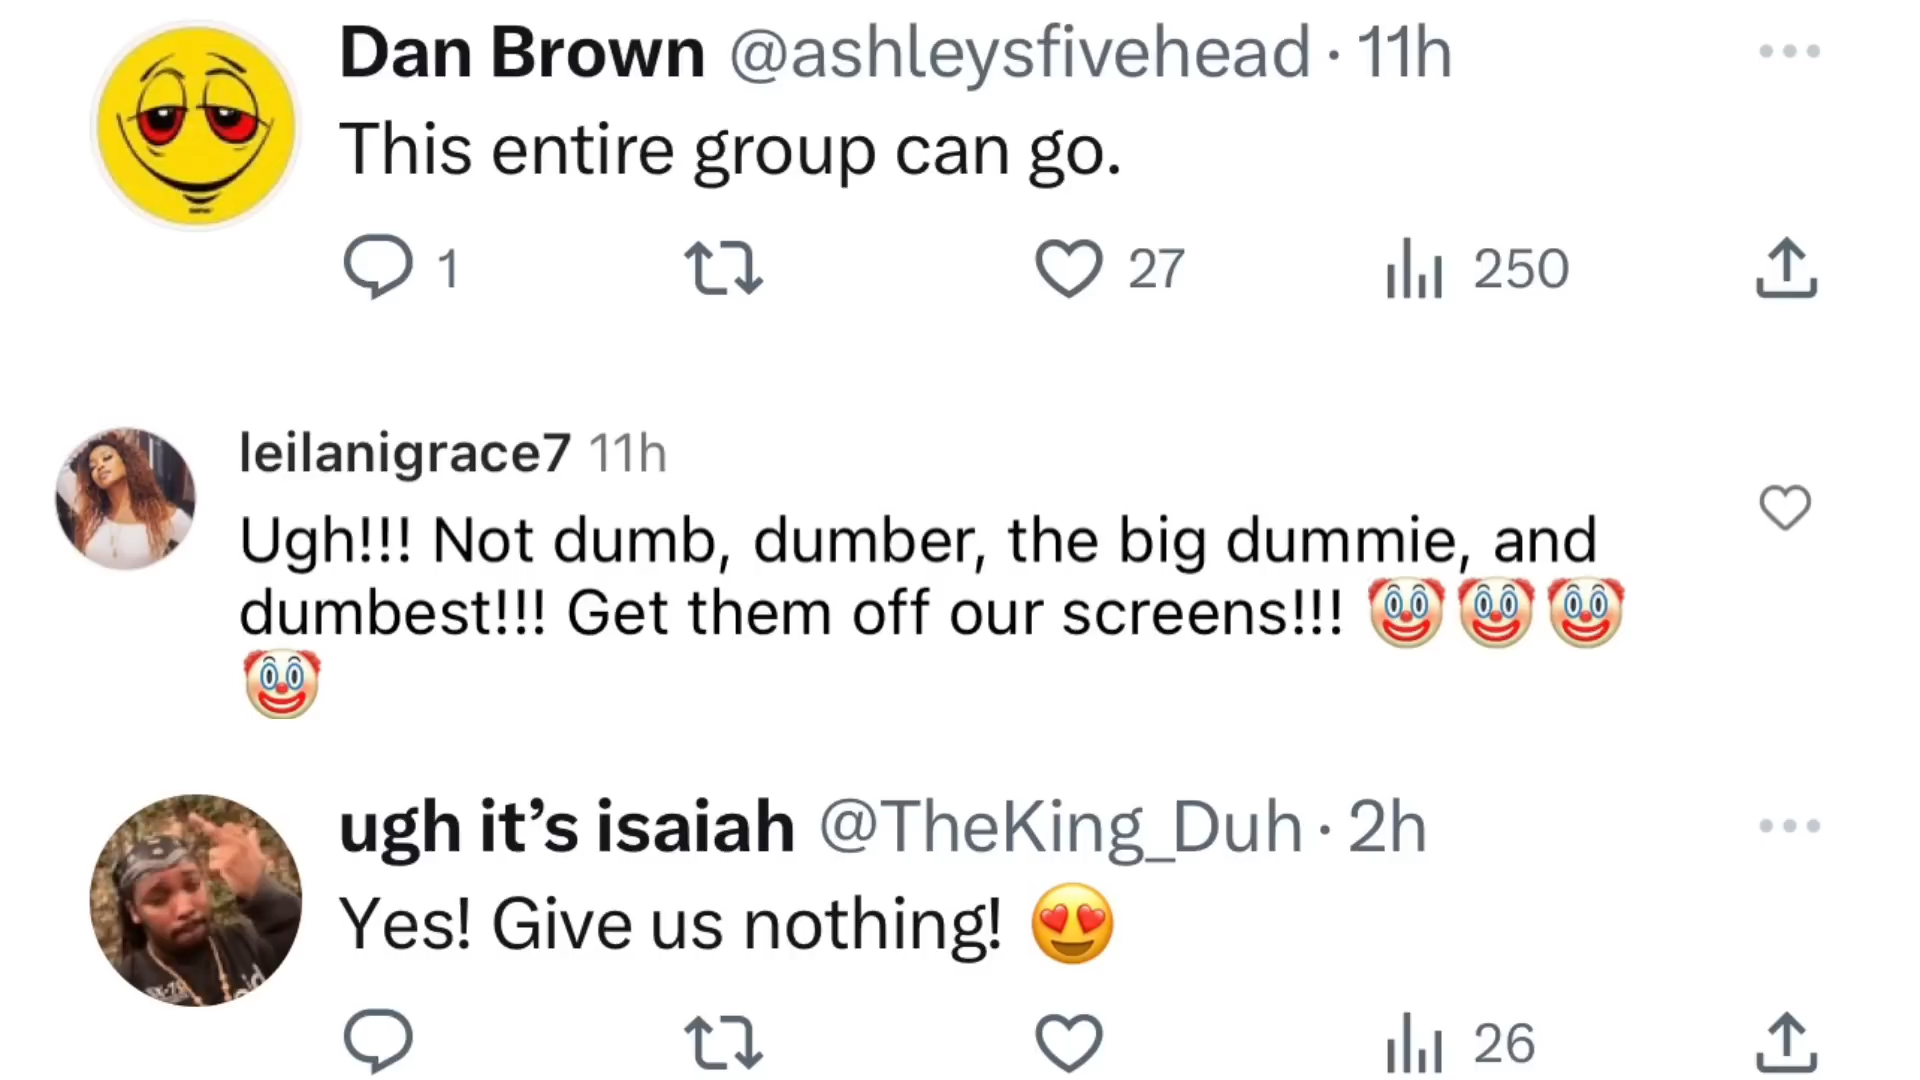 Dan Brown @ashleysfivehead · 11h
This entire group can go.
1 27 250
leilanigrace7 11h
Ugh!!! Not dumb, dumber, the big dummie, and
dumbest!!! Get them off our screens!!! 🤡🤡🤡
🤡
ugh it’s isaiah @TheKing_Duh · 2h
Yes! Give us nothing! 😍
26